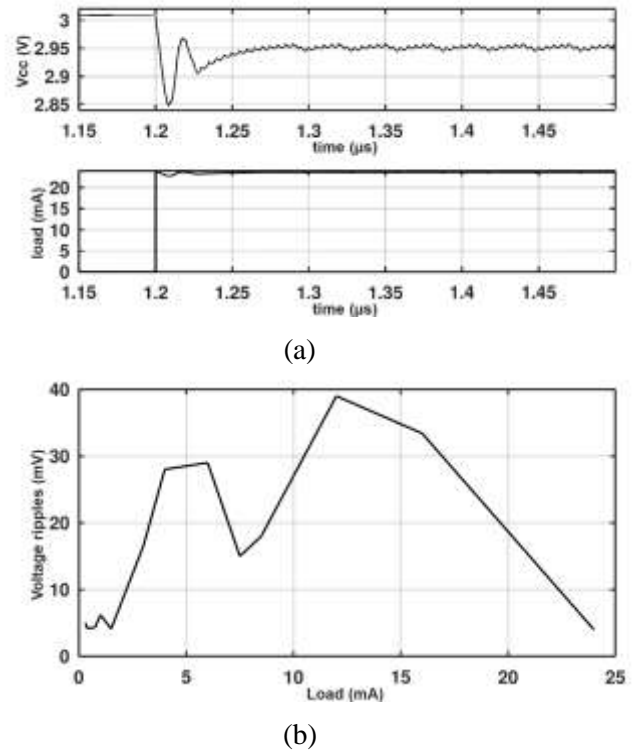 3
2.95
2.9
2.85
Vcc (V)
1.15 1.2 1.25 1.3 1.35 1.4 1.45
time (µs)
20
15
10
5
0
load (mA)
1.15 1.2 1.25 1.3 1.35 1.4 1.45
time (µs)
(a)
40
30
20
10
0
Voltage ripples (mV)
0 5 10 15 20 25
Load (mA)
(b)